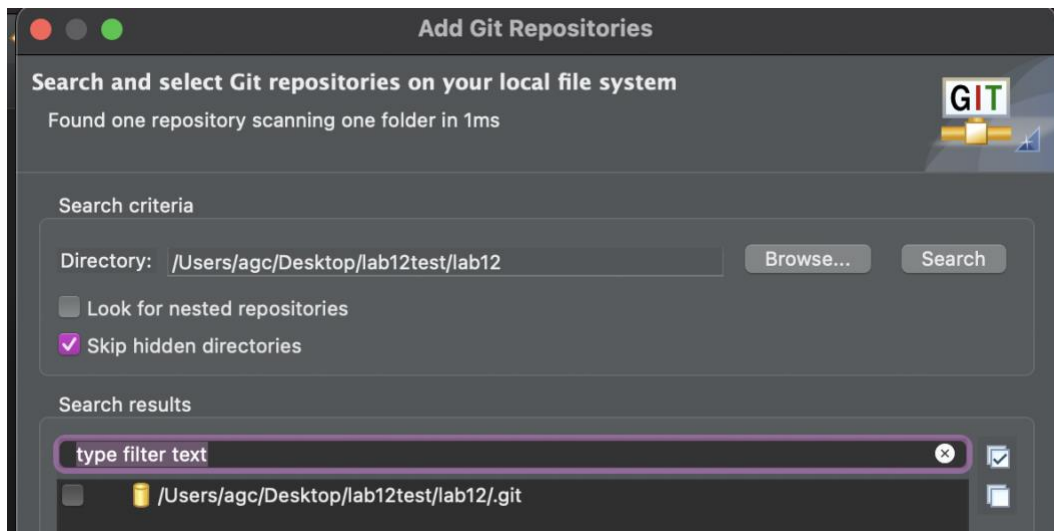 Add Git Repositories
Search and select Git repositories on your local file system
Found one repository scanning one folder in 1ms
GIT
Search criteria
Directory: /Users/agc/Desktop/lab12test/lab12 Browse... Search
Look for nested repositories
Skip hidden directories
Search results
type filter text
/Users/agc/Desktop/lab12test/lab12/.git